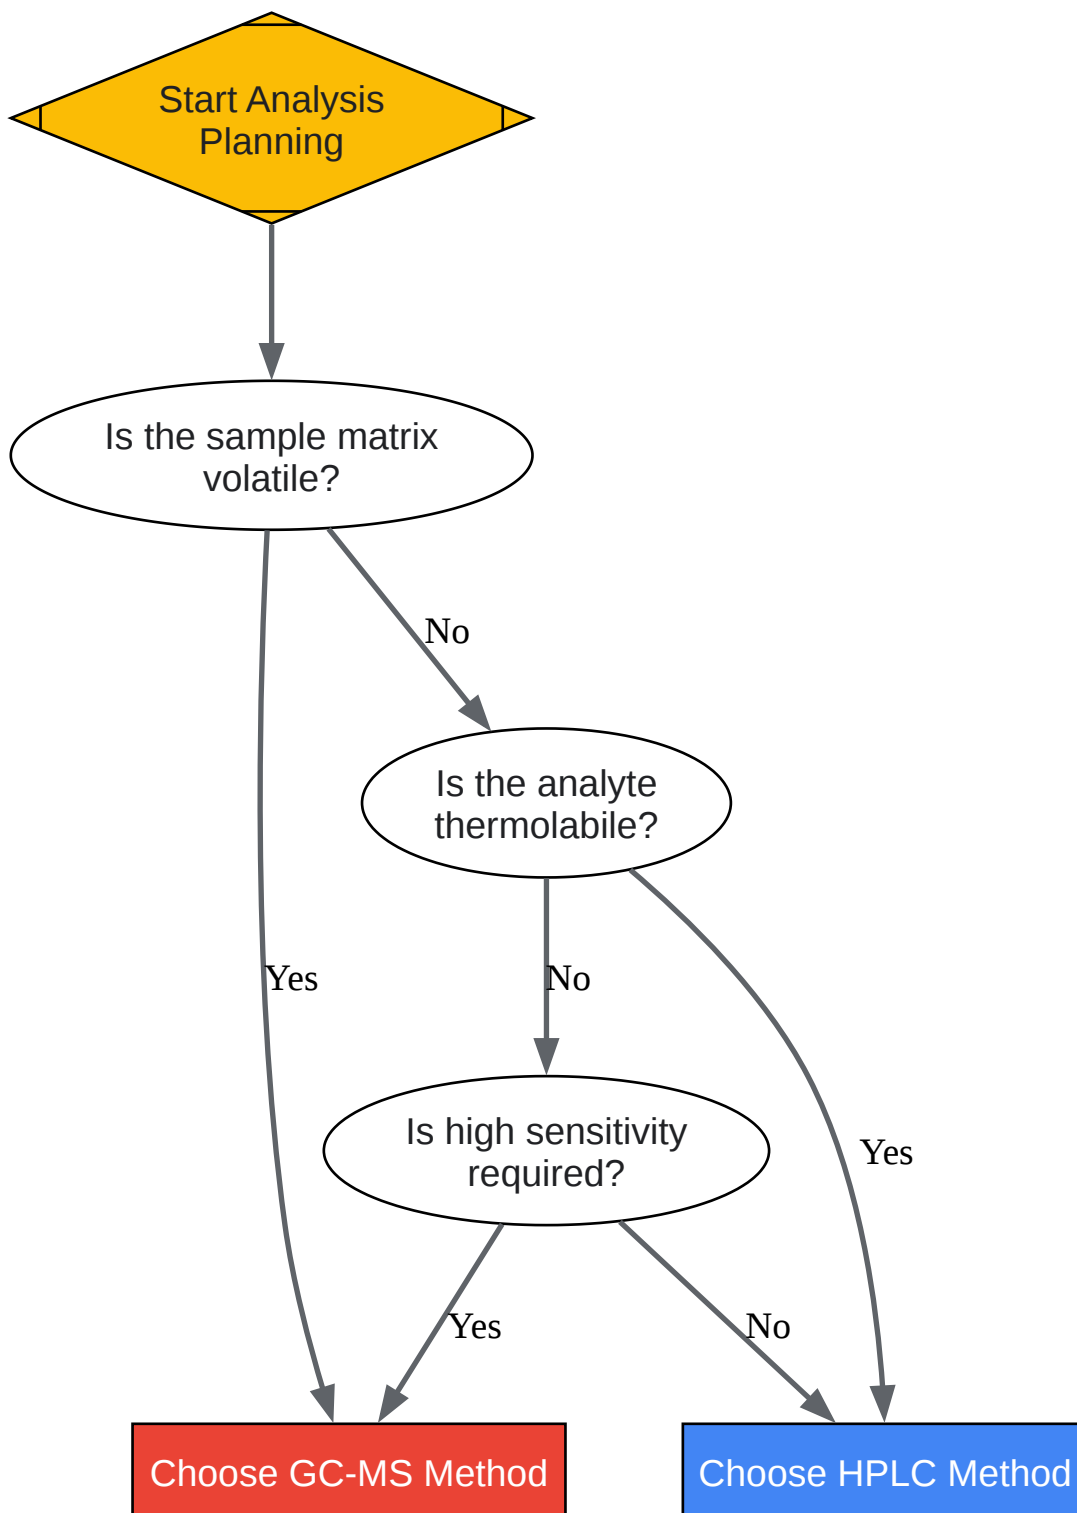 Start Analysis
Planning
Is the sample matrix
volatile?
No
Is the analyte
thermolabile?
Yes
No
Is high sensitivity
required?
Yes
Yes
No
Choose GC-MS Method
Choose HPLC Method